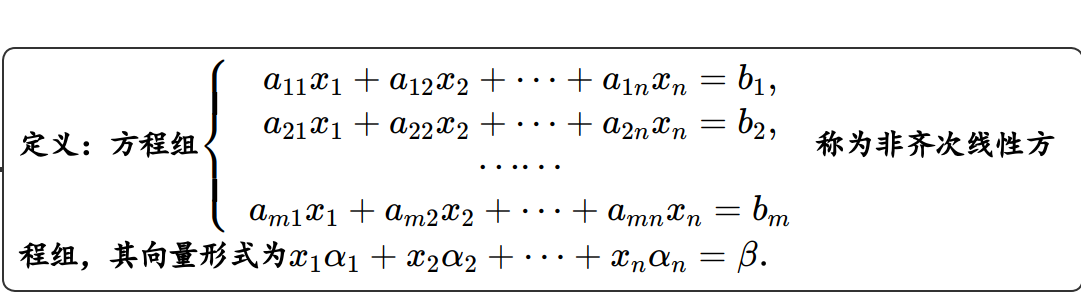 a₁₁x₁ + a₁₂x₂ + ··· + a₁ₙxₙ = b₁,
a₂₁x₁ + a₂₂x₂ + ··· + a₂ₙxₙ = b₂,
定义：方程组 { 称为非齐次线性方
······
aₘ₁x₁ + aₘ₂x₂ + ··· + aₘₙxₙ = bₘ
程组，其向量形式为x₁α₁ + x₂α₂ + ··· + xₙαₙ = β.